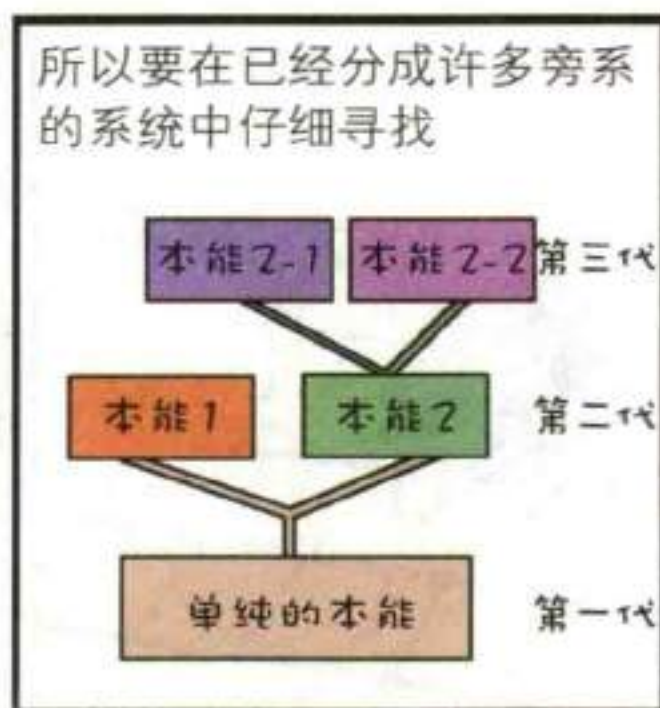 所以要在已经分成许多旁系
的系统中仔细寻找
本能2-1 本能2-2 第三代
本能1 本能2 第二代
单纯的本能 第一代